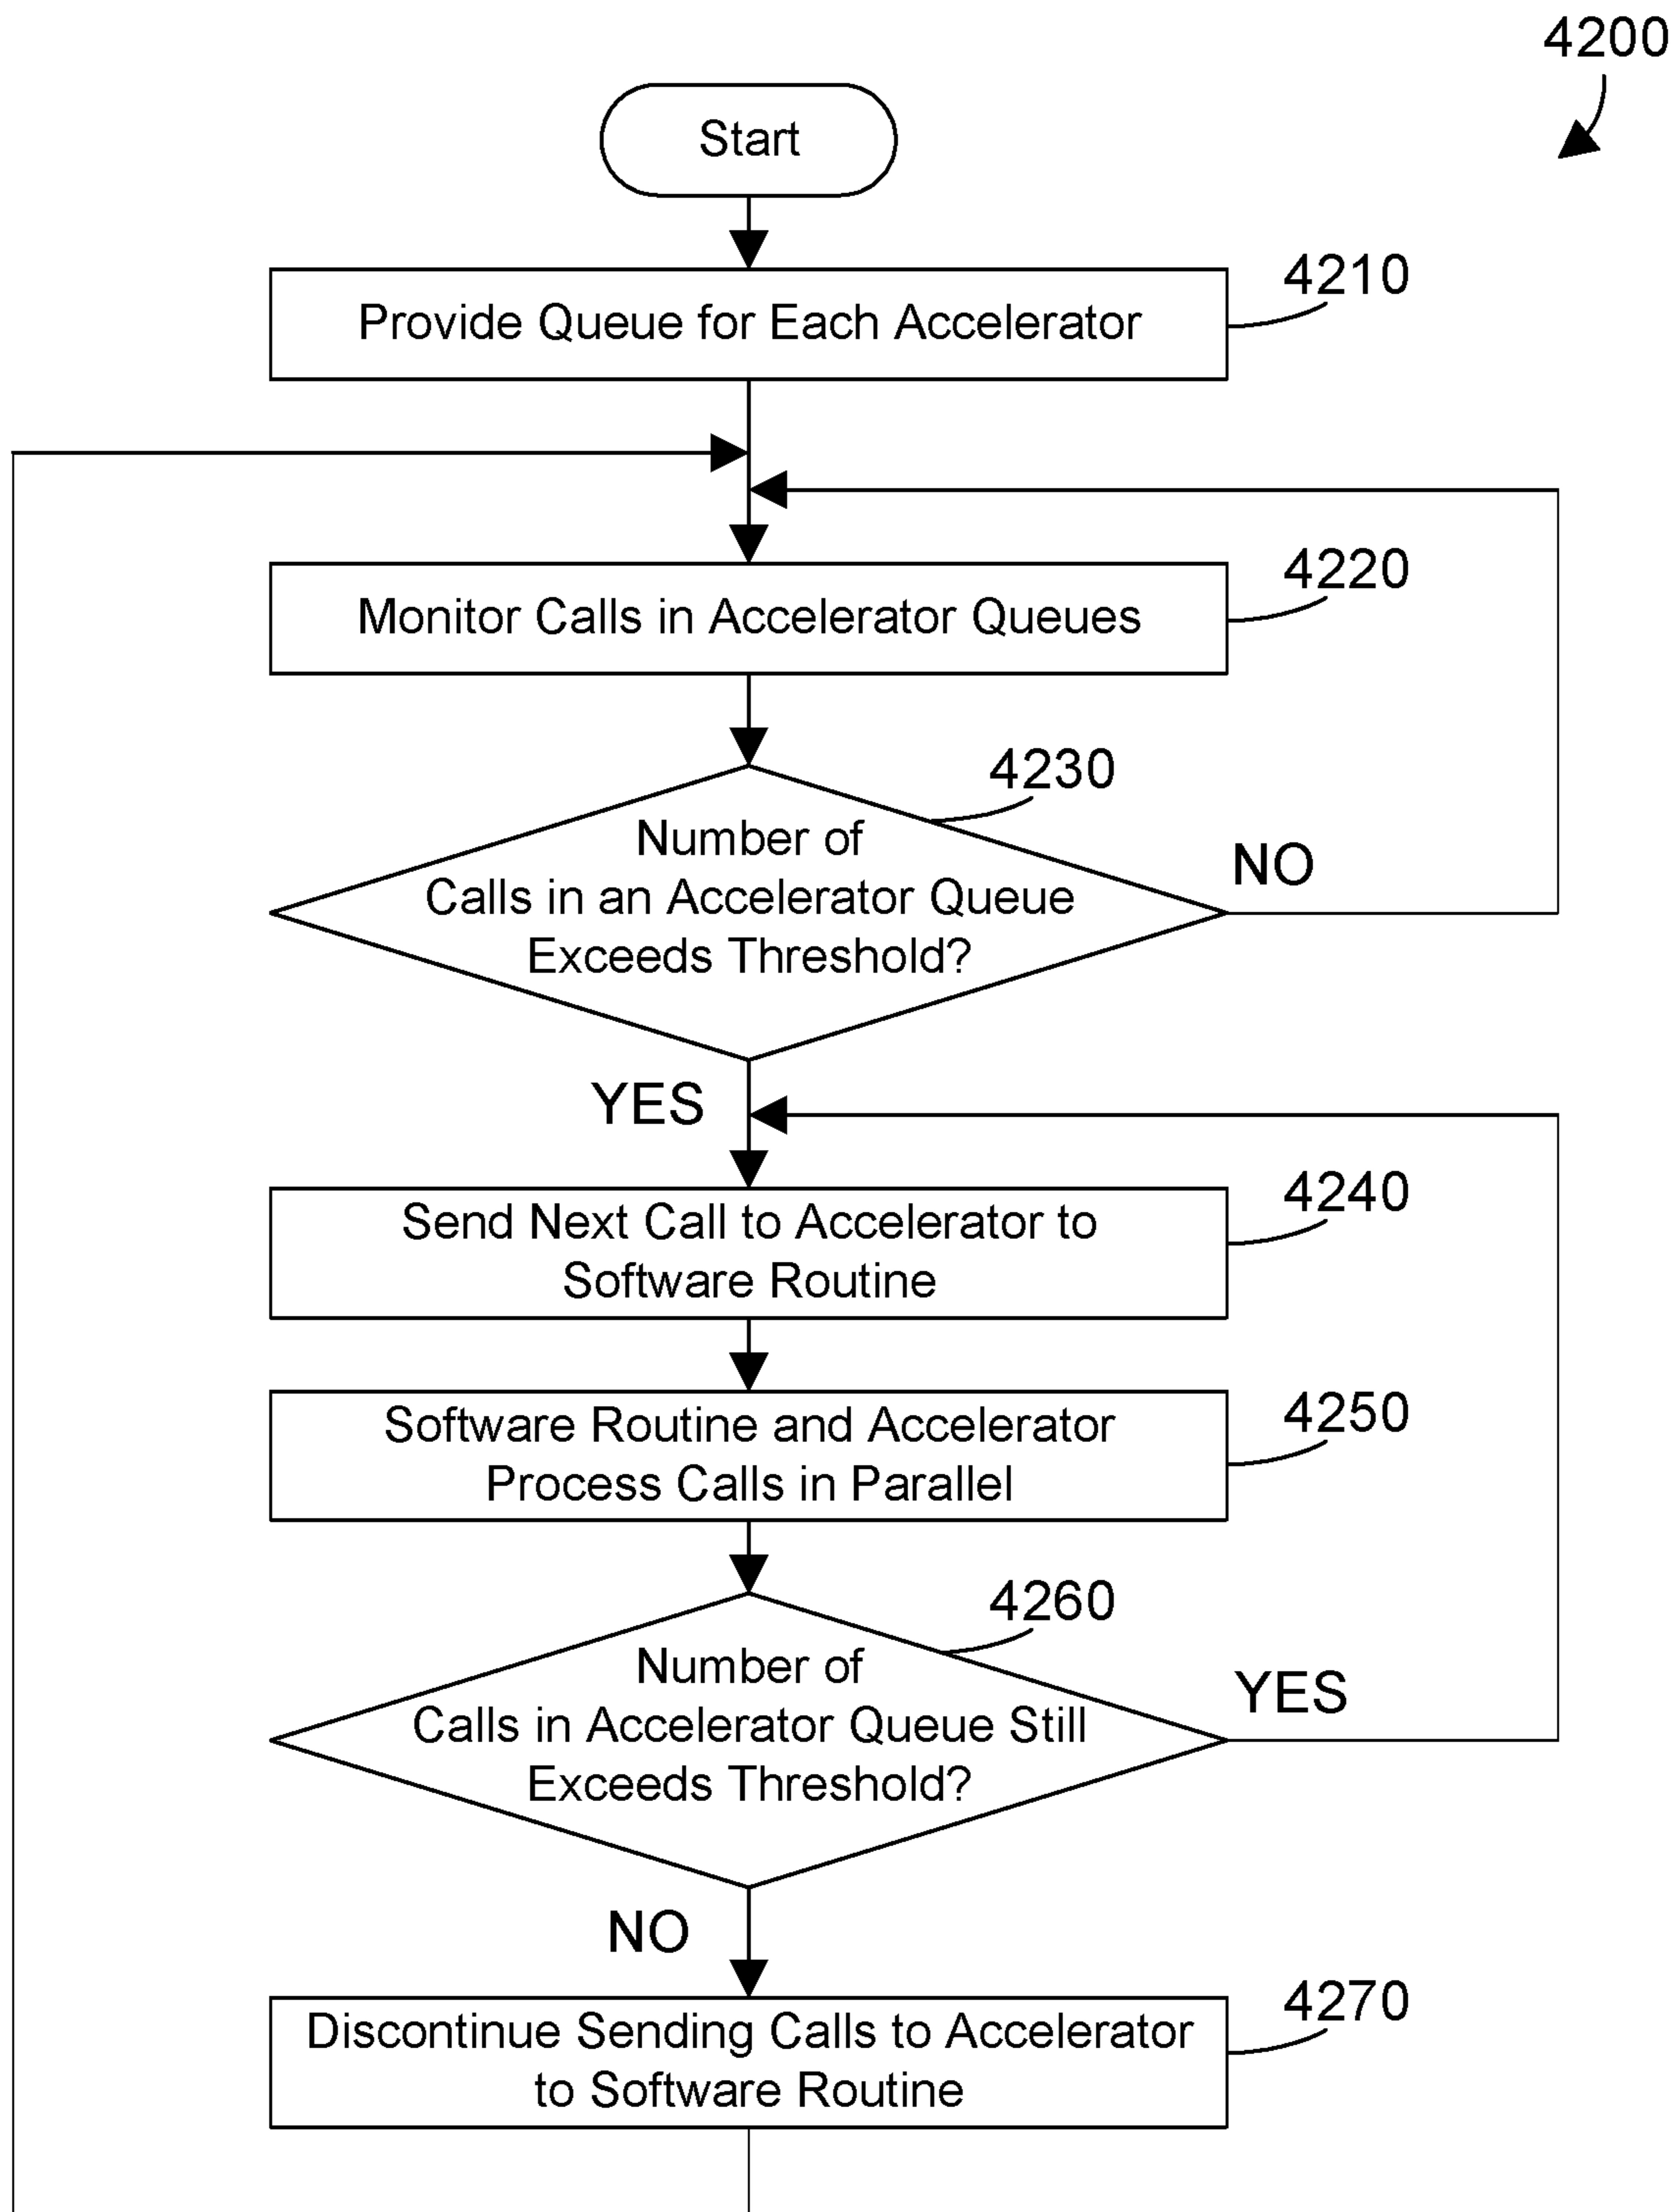 4200
Start
4210
Provide Queue for Each Accelerator
4220
Monitor Calls in Accelerator Queues
4230
Number of
Calls in an Accelerator Queue
Exceeds Threshold?
NO
YES
4240
Send Next Call to Accelerator to
Software Routine
4250
Software Routine and Accelerator
Process Calls in Parallel
4260
Number of
Calls in Accelerator Queue Still
Exceeds Threshold?
YES
NO
4270
Discontinue Sending Calls to Accelerator
to Software Routine